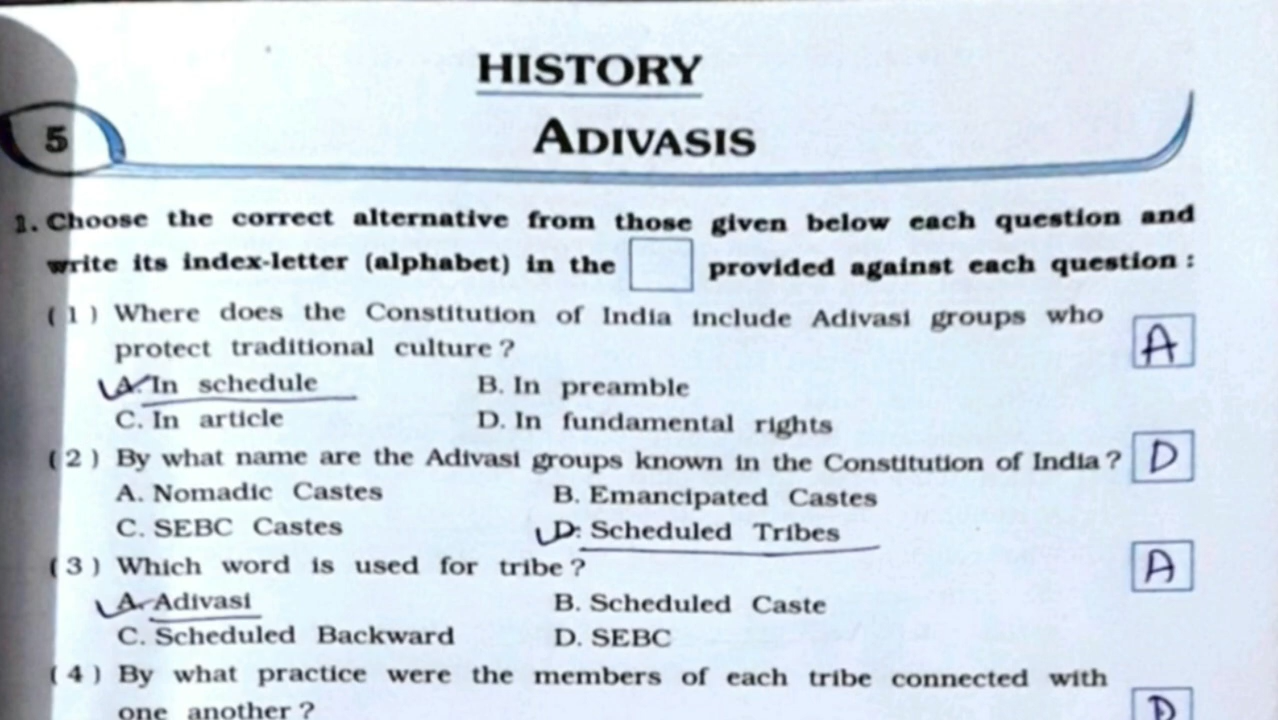 HISTORY
5
ADIVASIS
1. Choose the correct alternative from those given below each question and
write its index-letter (alphabet) in the provided against each question :
(1) Where does the Constitution of India include Adivasi groups who
protect traditional culture ? A
A. In schedule B. In preamble
C. In article D. In fundamental rights
(2) By what name are the Adivasi groups known in the Constitution of India ? D
A. Nomadic Castes B. Emancipated Castes
C. SEBC Castes D. Scheduled Tribes
(3) Which word is used for tribe ? A
A. Adivasi B. Scheduled Caste
C. Scheduled Backward D. SEBC
(4) By what practice were the members of each tribe connected with
one another ?